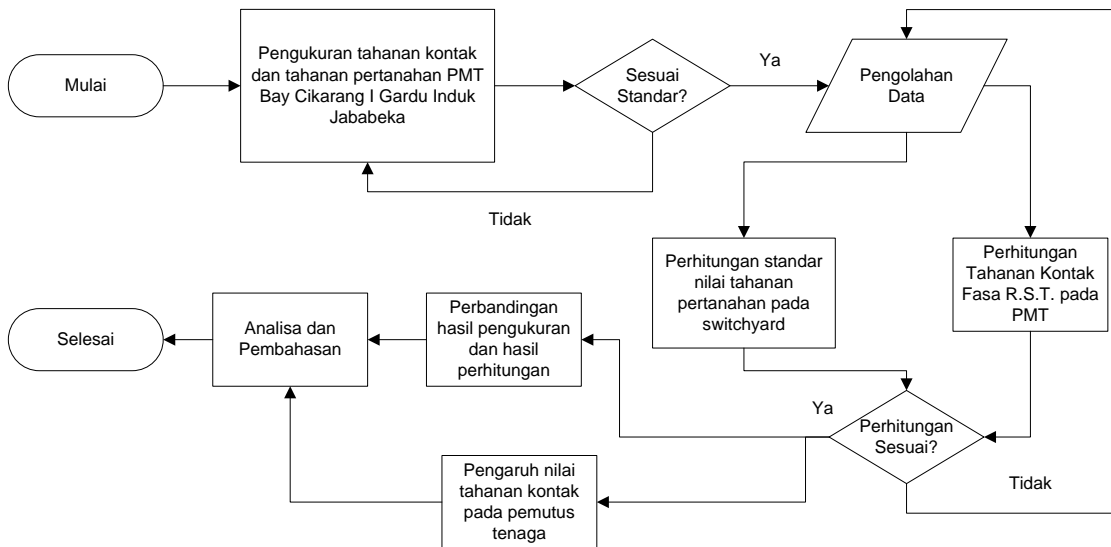 Mulai
Pengukuran tahanan kontak
dan tahanan pertanahan PMT
Bay Cikarang I Gardu Induk
Jababeka
Sesuai
Standar?
Ya
Pengolahan
Data
Tidak
Perhitungan standar
nilai tahanan
pertanahan pada
switchyard
Perhitungan
Tahanan Kontak
Fasa R.S.T. pada
PMT
Selesai
Analisa dan
Pembahasan
Perbandingan
hasil pengukuran
dan hasil
perhitungan
Ya
Perhitungan
Sesuai?
Tidak
Pengaruh nilai
tahanan kontak
pada pemutus
tenaga